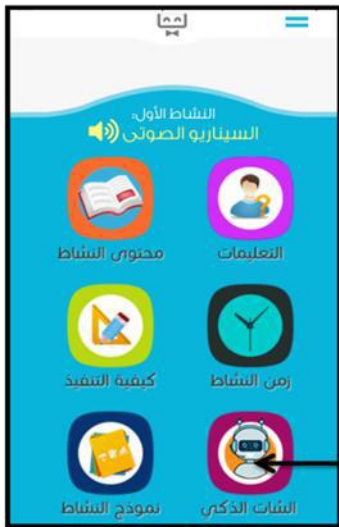 النشاط الأول:
السيناريو الصوتى
التعليمات
محتوى النشاط
زمن النشاط
كيفية التنفيذ
الشات الذكي
نموذج النشاط